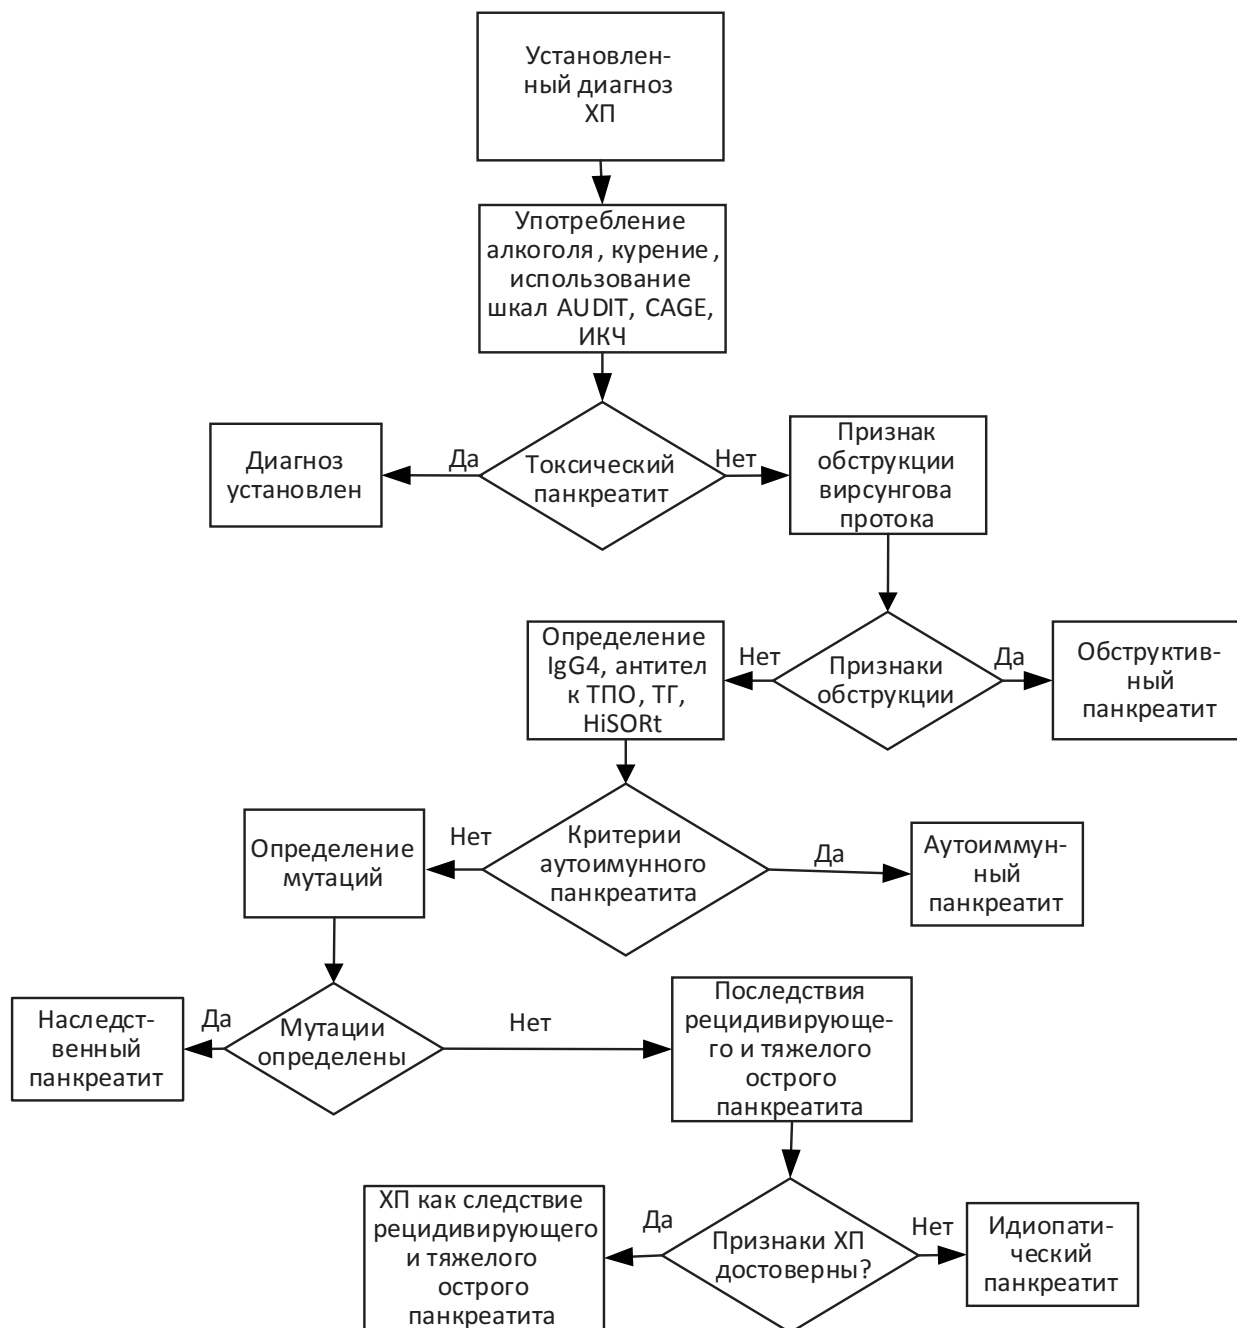 Установлен-
ный диагноз
ХП
Употребление
алкоголя, курение,
использование
шкал AUDIT, CAGE,
ИКЧ
Токсический
панкреатит
Да
Нет
Диагноз
установлен
Признак
обструкции
вирсунгова
протока
Признаки
обструкции
Нет
Да
Обструктив-
ный
панкреатит
Определение
IgG4, антител
к ТПО, ТГ,
HiSORt
Критерии
аутоимунного
панкреатита
Нет
Да
Аутоиммун-
ный
панкреатит
Определение
мутаций
Мутации
определены
Да
Нет
Наследст-
венный
панкреатит
Последствия
рецидивирующе-
го и тяжелого
острого
панкреатита
Признаки ХП
достоверны?
Да
Нет
ХП как следствие
рецидивирующего
и тяжелого
острого
панкреатита
Идиопати-
ческий
панкреатит